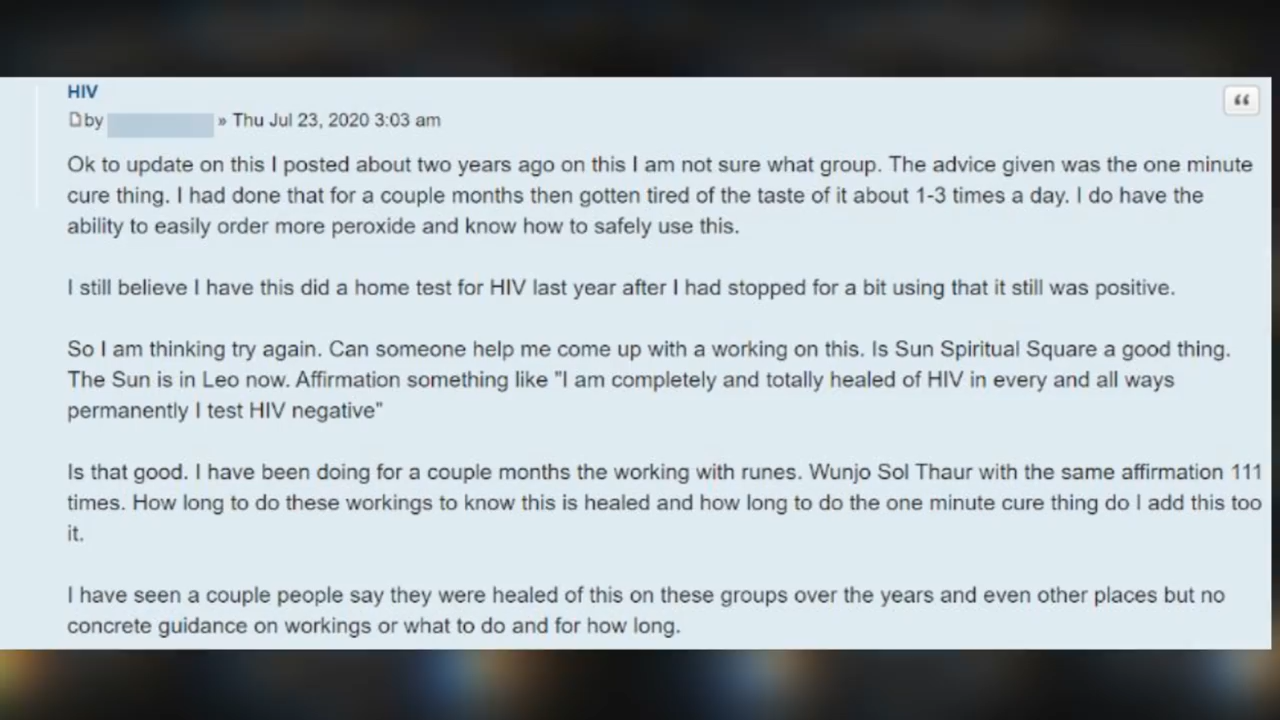 HIV
by » Thu Jul 23, 2020 3:03 am
Ok to update on this I posted about two years ago on this I am not sure what group. The advice given was the one minute
cure thing. I had done that for a couple months then gotten tired of the taste of it about 1-3 times a day. I do have the
ability to easily order more peroxide and know how to safely use this.
I still believe I have this did a home test for HIV last year after I had stopped for a bit using that it still was positive.
So I am thinking try again. Can someone help me come up with a working on this. Is Sun Spiritual Square a good thing.
The Sun is in Leo now. Affirmation something like "I am completely and totally healed of HIV in every and all ways
permanently I test HIV negative"
Is that good. I have been doing for a couple months the working with runes. Wunjo Sol Thaur with the same affirmation 111
times. How long to do these workings to know this is healed and how long to do the one minute cure thing do I add this too
it.
I have seen a couple people say they were healed of this on these groups over the years and even other places but no
concrete guidance on workings or what to do and for how long.